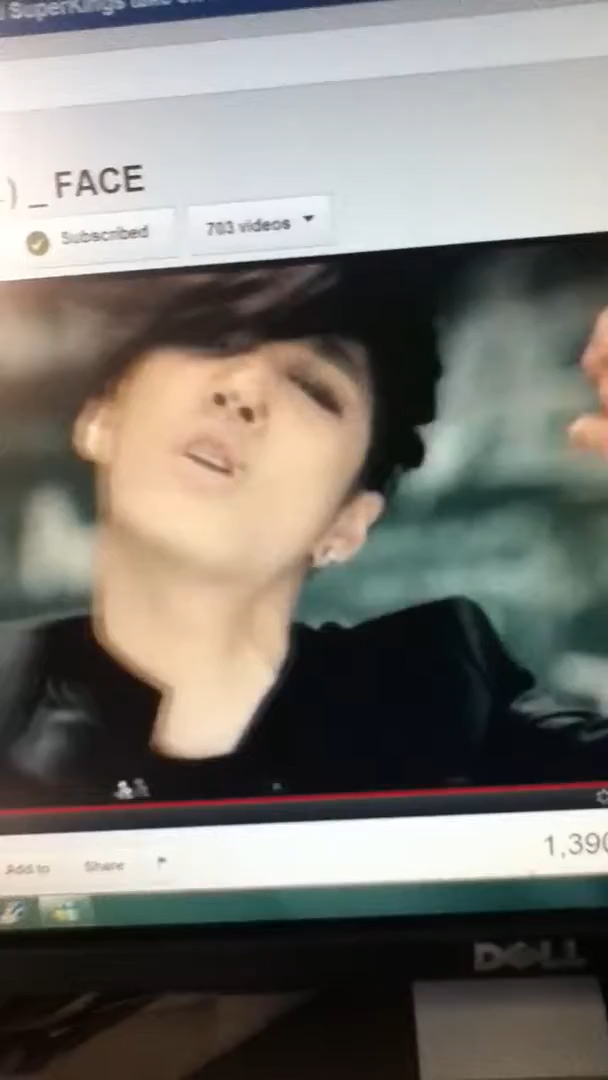 SuperKings
_ FACE
Subscribed
703 videos
Add to
Share
1,390
DELL